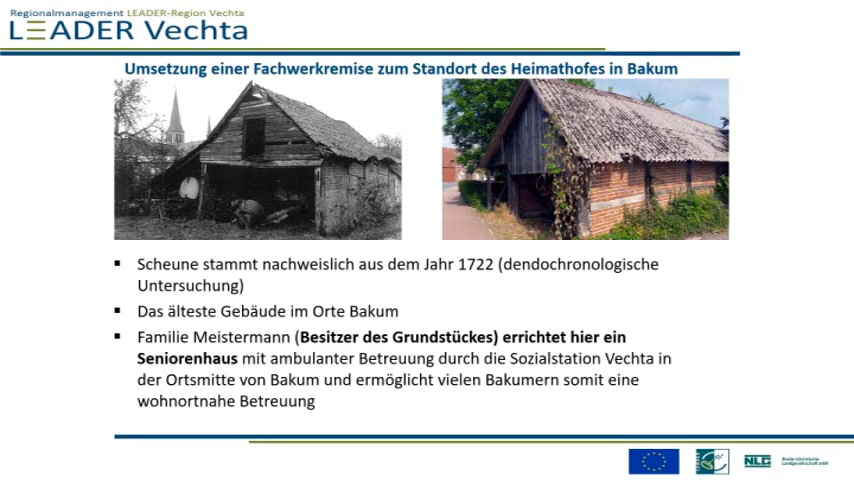 Regionalmanagement LEADER-Region Vechta
LEADER Vechta
Umsetzung einer Fachwerkremise zum Standort des Heimathofes in Bakum
▪ Scheune stammt nachweislich aus dem Jahr 1722 (dendochronologische
Untersuchung)
▪ Das älteste Gebäude im Orte Bakum
▪ Familie Meistermann (Besitzer des Grundstückes) errichtet hier ein
Seniorenhaus mit ambulanter Betreuung durch die Sozialstation Vechta in
der Ortsmitte von Bakum und ermöglicht vielen Bakumern somit eine
wohnortnahe Betreuung
NLG
Niedersächsische
Landgesellschaft mbH